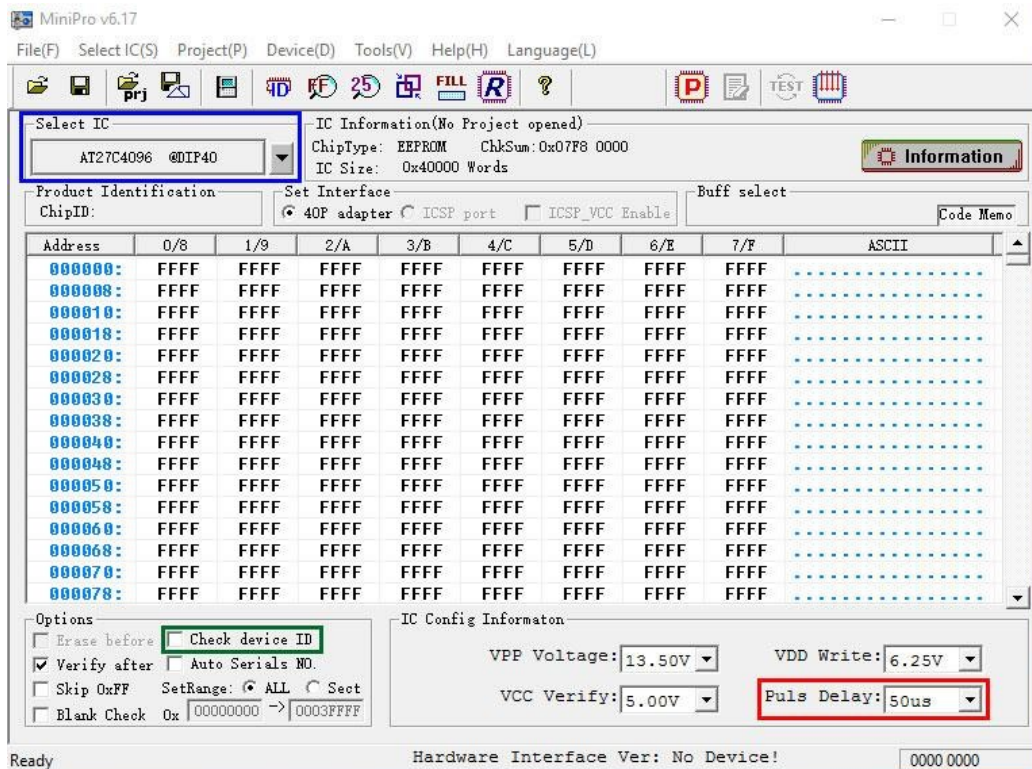 MiniPro v6.17
File(F) Select IC(S) Project(P) Device(D) Tools(V) Help(H) Language(L)
prj ID FF 25 FILL R ? P TEST
Select IC
AT27C4096 @DIP40
IC Information(No Project opened)
ChipType: EEPROM ChkSum:0x07F8 0000
IC Size: 0x40000 Words
Information
Product Identification
ChipID:
Set Interface
40P adapter ICSP port ICSP_VCC Enable
Buff select
Code Memo
Address 0/8 1/9 2/A 3/B 4/C 5/D 6/E 7/F ASCII
000000: FFFF FFFF FFFF FFFF FFFF FFFF FFFF FFFF ................
000008: FFFF FFFF FFFF FFFF FFFF FFFF FFFF FFFF ................
000010: FFFF FFFF FFFF FFFF FFFF FFFF FFFF FFFF ................
000018: FFFF FFFF FFFF FFFF FFFF FFFF FFFF FFFF ................
000020: FFFF FFFF FFFF FFFF FFFF FFFF FFFF FFFF ................
000028: FFFF FFFF FFFF FFFF FFFF FFFF FFFF FFFF ................
000030: FFFF FFFF FFFF FFFF FFFF FFFF FFFF FFFF ................
000038: FFFF FFFF FFFF FFFF FFFF FFFF FFFF FFFF ................
000040: FFFF FFFF FFFF FFFF FFFF FFFF FFFF FFFF ................
000048: FFFF FFFF FFFF FFFF FFFF FFFF FFFF FFFF ................
000050: FFFF FFFF FFFF FFFF FFFF FFFF FFFF FFFF ................
000058: FFFF FFFF FFFF FFFF FFFF FFFF FFFF FFFF ................
000060: FFFF FFFF FFFF FFFF FFFF FFFF FFFF FFFF ................
000068: FFFF FFFF FFFF FFFF FFFF FFFF FFFF FFFF ................
000070: FFFF FFFF FFFF FFFF FFFF FFFF FFFF FFFF ................
000078: FFFF FFFF FFFF FFFF FFFF FFFF FFFF FFFF ................
Options
Erase before Check device ID
Verify after Auto Serials NO.
Skip 0xFF SetRange: ALL Sect
Blank Check 0x 00000000 -> 0003FFFF
IC Config Informaton
VPP Voltage: 13.50V VDD Write: 6.25V
VCC Verify: 5.00V Puls Delay: 50us
Ready Hardware Interface Ver: No Device! 0000 0000